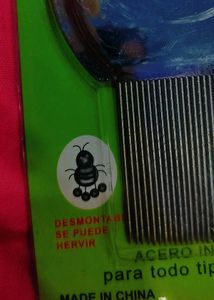 DESMONTABLE
SE PUEDE
HERVIR
ACERO IN
para todo tip
MADE IN CHINA